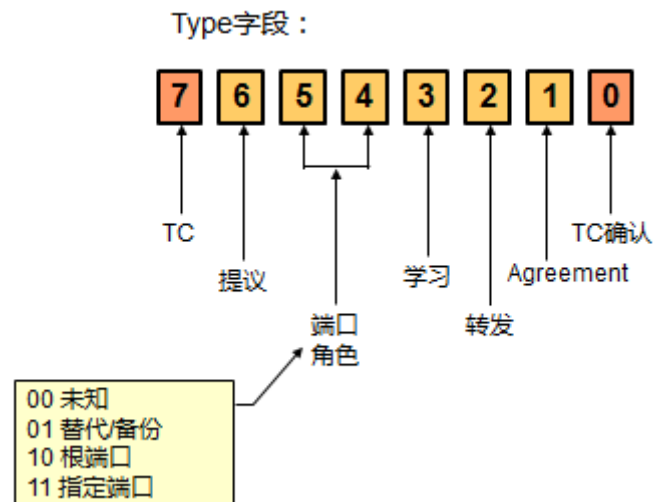 Type字段：
7 6 5 4 3 2 1 0
TC
TC确认
提议
学习
Agreement
端口
角色
转发
00 未知
01 替代/备份
10 根端口
11 指定端口